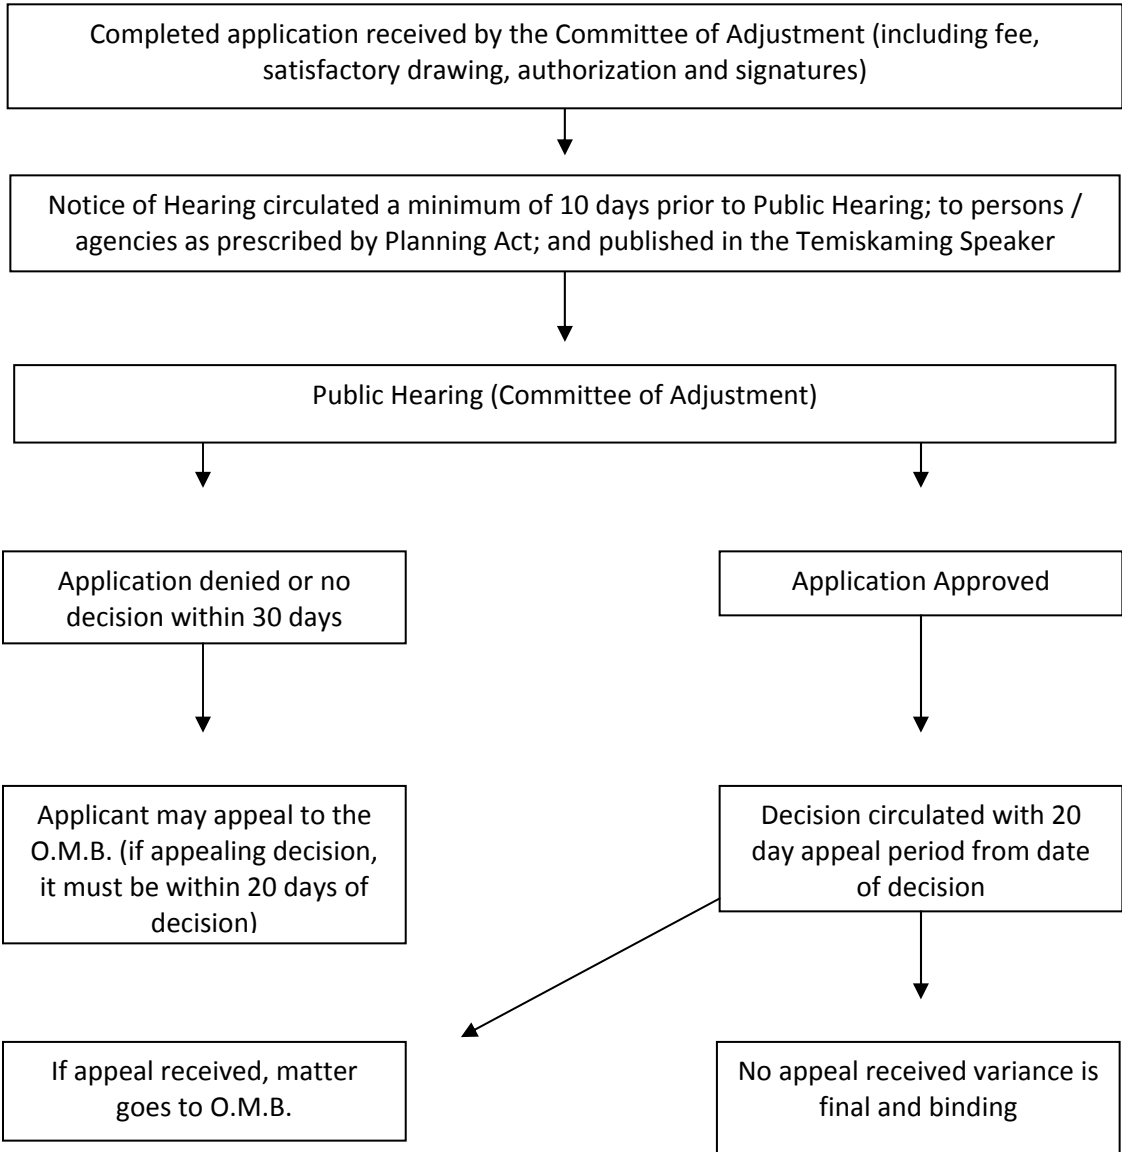 Completed application received by the Committee of Adjustment (including fee,
satisfactory drawing, authorization and signatures)
Notice of Hearing circulated a minimum of 10 days prior to Public Hearing; to persons /
agencies as prescribed by Planning Act; and published in the Temiskaming Speaker
Public Hearing (Committee of Adjustment)
Application denied or no
decision within 30 days
Application Approved
Applicant may appeal to the
O.M.B. (if appealing decision,
it must be within 20 days of
decision)
Decision circulated with 20
day appeal period from date
of decision
If appeal received, matter
goes to O.M.B.
No appeal received variance is
final and binding